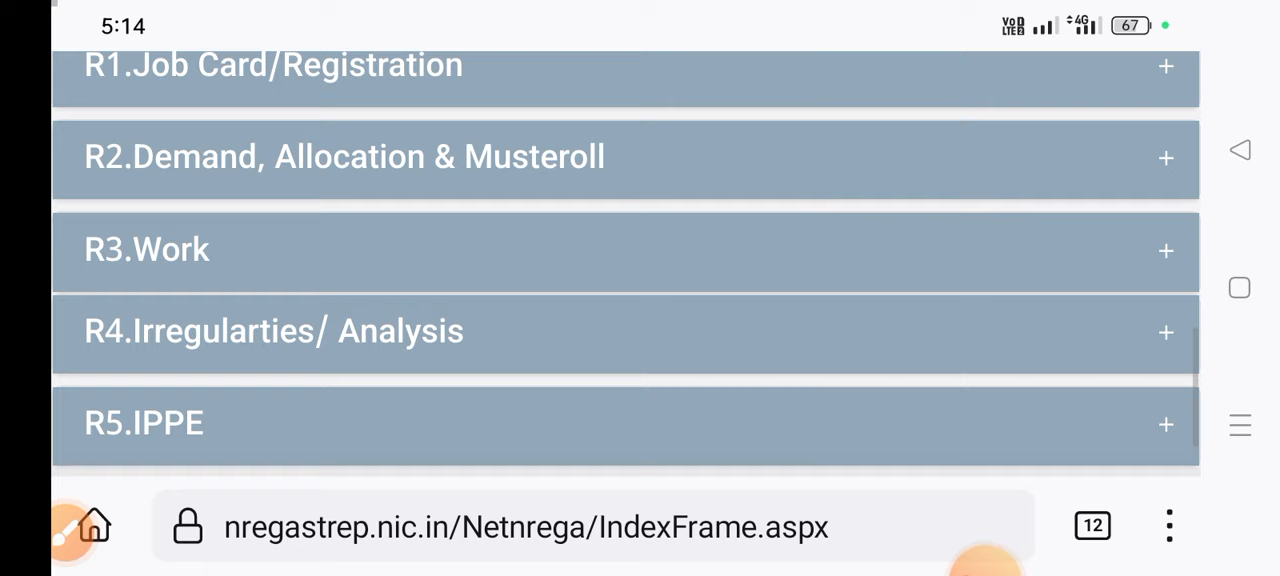 5:14
VoD LTE2 4G 67
R1.Job Card/Registration +
R2.Demand, Allocation & Musteroll +
R3.Work +
R4.Irregularties/ Analysis +
R5.IPPE +
nregastrep.nic.in/Netnrega/IndexFrame.aspx 12